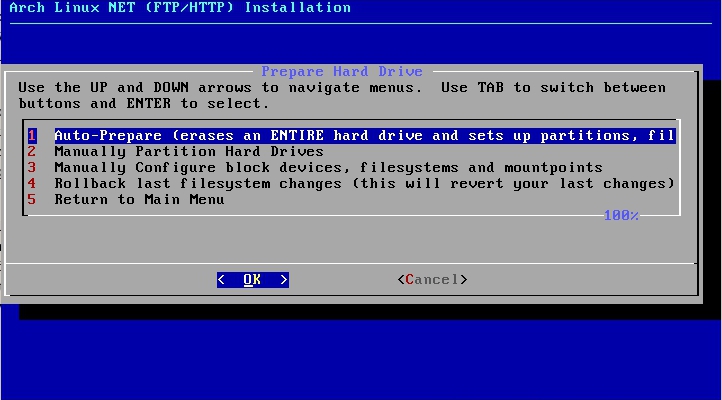 Arch Linux NET (FTP/HTTP) Installation
Prepare Hard Drive
Use the UP and DOWN arrows to navigate menus.  Use TAB to switch between
buttons and ENTER to select.
1  Auto-Prepare (erases an ENTIRE hard drive and sets up partitions, fil
2  Manually Partition Hard Drives
3  Manually Configure block devices, filesystems and mountpoints
4  Rollback last filesystem changes (this will revert your last changes)
5  Return to Main Menu
100%
<  OK  >  <Cancel>